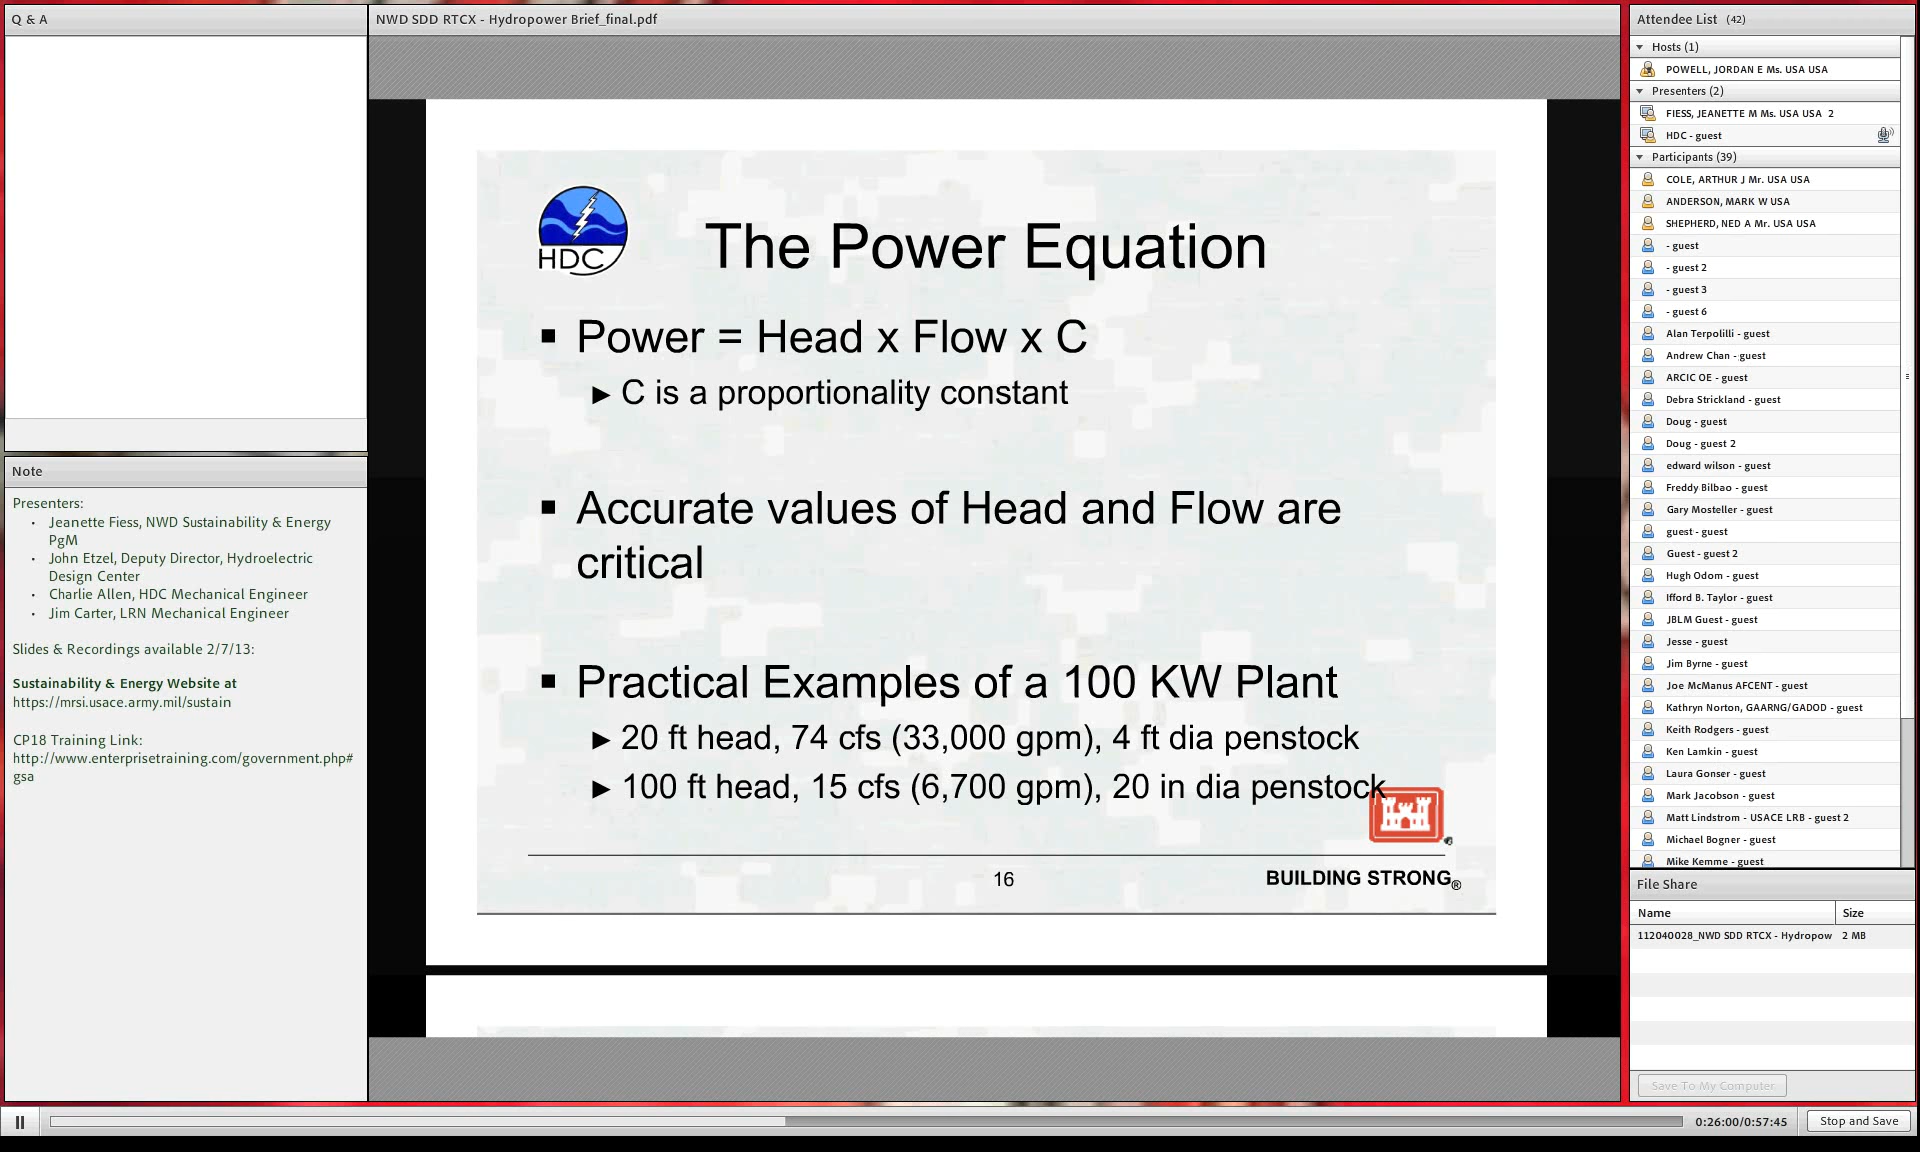 Q & A
NWD SDD RTCX - Hydropower Brief_final.pdf
Attendee List (42)
Hosts (1)
POWELL, JORDAN E Ms. USA USA
Presenters (2)
FIESS, JEANETTE M Ms. USA USA 2
HDC - guest
Participants (39)
COLE, ARTHUR J Mr. USA USA
ANDERSON, MARK W USA
SHEPHERD, NED A Mr. USA USA
- guest
- guest 2
- guest 3
- guest 6
Alan Terpolilli - guest
Andrew Chan - guest
ARCIC OE - guest
Debra Strickland - guest
Doug - guest
Doug - guest 2
edward wilson - guest
Freddy Bilbao - guest
Gary Mosteller - guest
guest - guest
Guest - guest 2
Hugh Odom - guest
Ifford B. Taylor - guest
JBLM Guest - guest
Jesse - guest
Jim Byrne - guest
Joe McManus AFCENT - guest
Kathryn Norton, GAARNG/GADOD - guest
Keith Rodgers - guest
Ken Lamkin - guest
Laura Gonser - guest
Mark Jacobson - guest
Matt Lindstrom - USACE LRB - guest 2
Michael Bogner - guest
Mike Kemme - guest
HDC
The Power Equation
▪ Power = Head x Flow x C
► C is a proportionality constant
▪ Accurate values of Head and Flow are
critical
▪ Practical Examples of a 100 KW Plant
► 20 ft head, 74 cfs (33,000 gpm), 4 ft dia penstock
► 100 ft head, 15 cfs (6,700 gpm), 20 in dia penstock
16
BUILDING STRONG®
Note
Presenters:
• Jeanette Fiess, NWD Sustainability & Energy
PgM
• John Etzel, Deputy Director, Hydroelectric
Design Center
• Charlie Allen, HDC Mechanical Engineer
• Jim Carter, LRN Mechanical Engineer
Slides & Recordings available 2/7/13:
Sustainability & Energy Website at
https://mrsi.usace.army.mil/sustain
CP18 Training Link:
http://www.enterprisetraining.com/government.php#
gsa
File Share
Name Size
112040028_NWD SDD RTCX - Hydropow 2 MB
Save To My Computer
0:26:00/0:57:45
Stop and Save